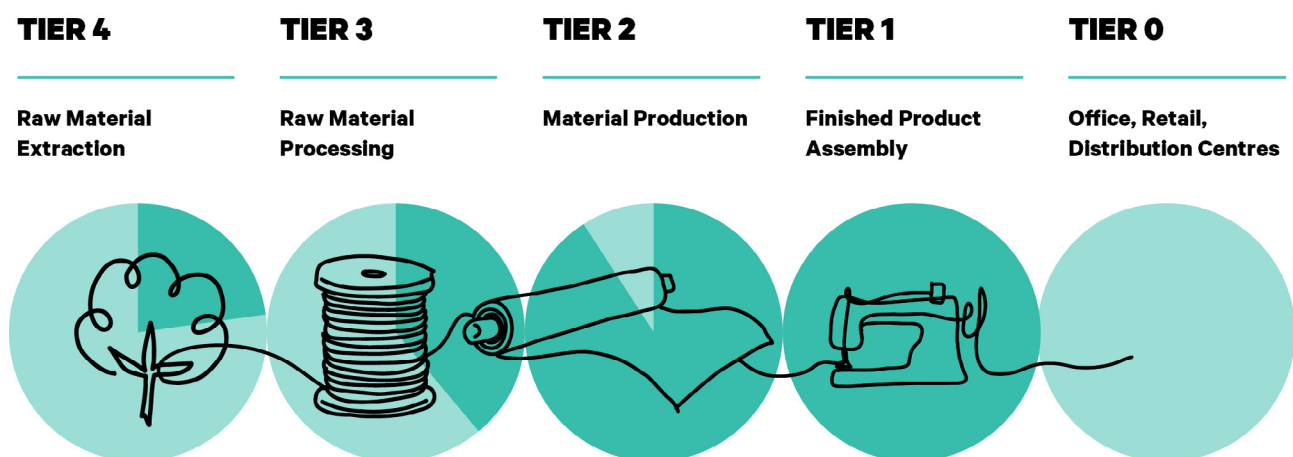 TIER 4
Raw Material
Extraction
TIER 3
Raw Material
Processing
TIER 2
Material Production
TIER 1
Finished Product
Assembly
TIER 0
Office, Retail,
Distribution Centres